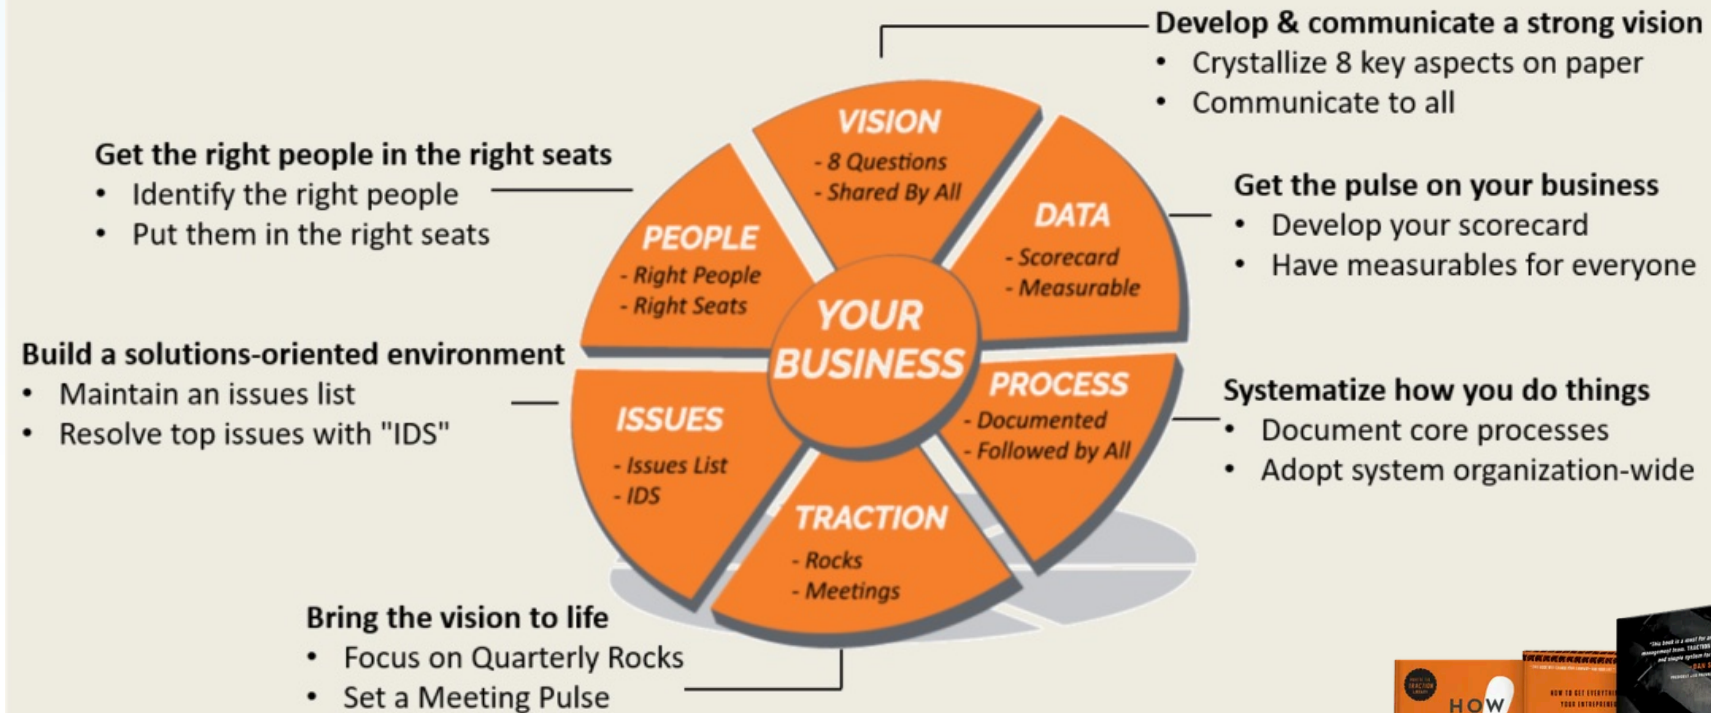 Develop & communicate a strong vision
• Crystallize 8 key aspects on paper
• Communicate to all
Get the right people in the right seats
• Identify the right people
• Put them in the right seats
Get the pulse on your business
• Develop your scorecard
• Have measurables for everyone
Build a solutions-oriented environment
• Maintain an issues list
• Resolve top issues with "IDS"
Systematize how you do things
• Document core processes
• Adopt system organization-wide
Bring the vision to life
• Focus on Quarterly Rocks
• Set a Meeting Pulse
VISION
- 8 Questions
- Shared By All
DATA
- Scorecard
- Measurable
PEOPLE
- Right People
- Right Seats
YOUR
BUSINESS
PROCESS
- Documented
- Followed by All
ISSUES
- Issues List
- IDS
TRACTION
- Rocks
- Meetings
TRACTION
HOW
HOW TO GET